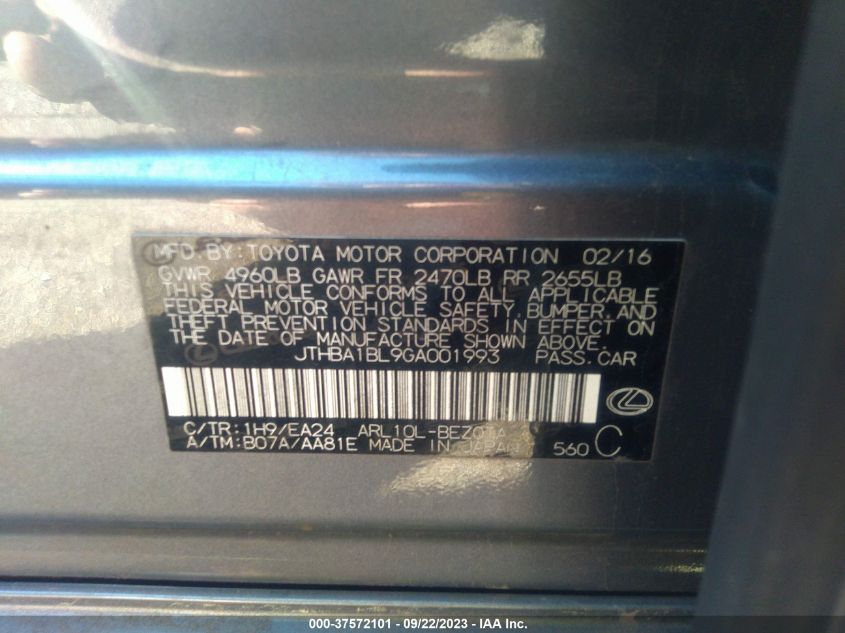 MFD. BY: TOYOTA MOTOR CORPORATION 02/16
GVWR 4960LB GAWR FR 2470LB RR 2655LB
THIS VEHICLE CONFORMS TO ALL APPLICABLE
FEDERAL MOTOR VEHICLE SAFETY, BUMPER, AND
THEFT PREVENTION STANDARDS IN EFFECT ON
THE DATE OF MANUFACTURE SHOWN ABOVE.
JTHBA1BL9GA001993 PASS. CAR
C/TR: 1H9/EA24 ARL10L-
A/TM: B07A/AA81E MADE IN JAPAN 560 C
000-37572101 - 09/22/2023 - IAA Inc.